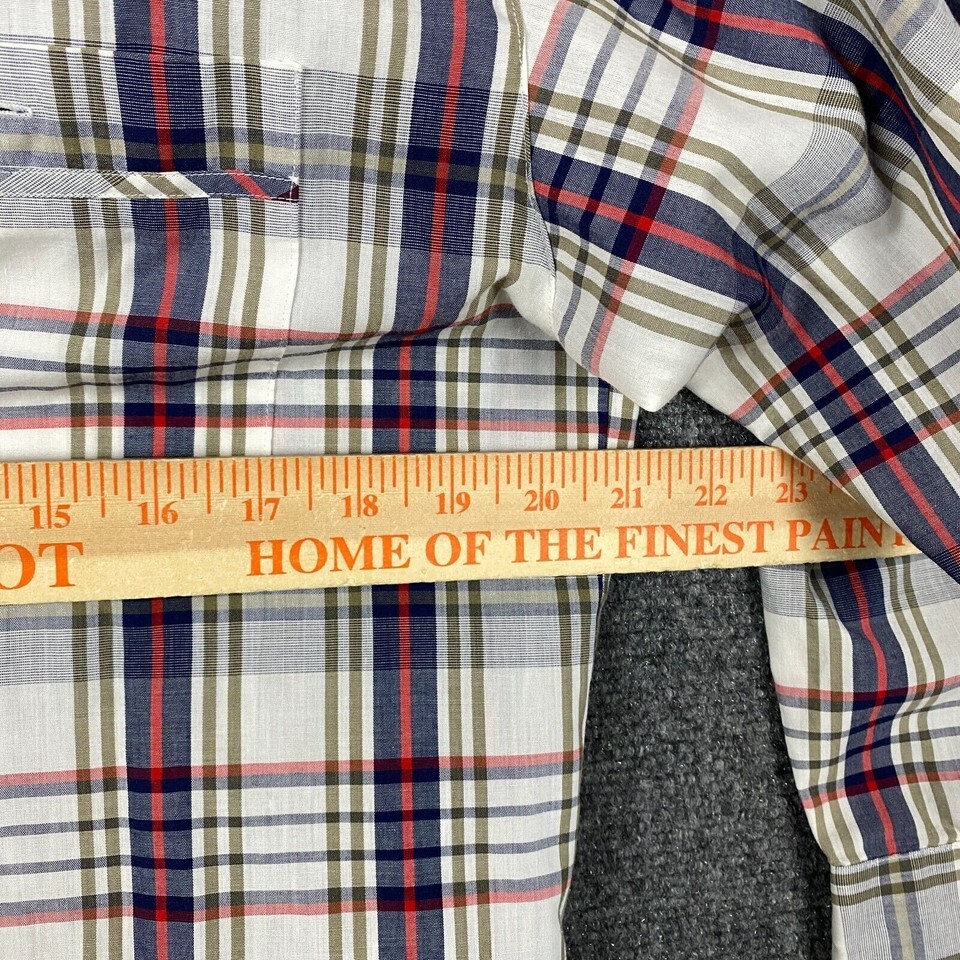 15 16 17 18 19 20 21 22 23
OT HOME OF THE FINEST PAINT